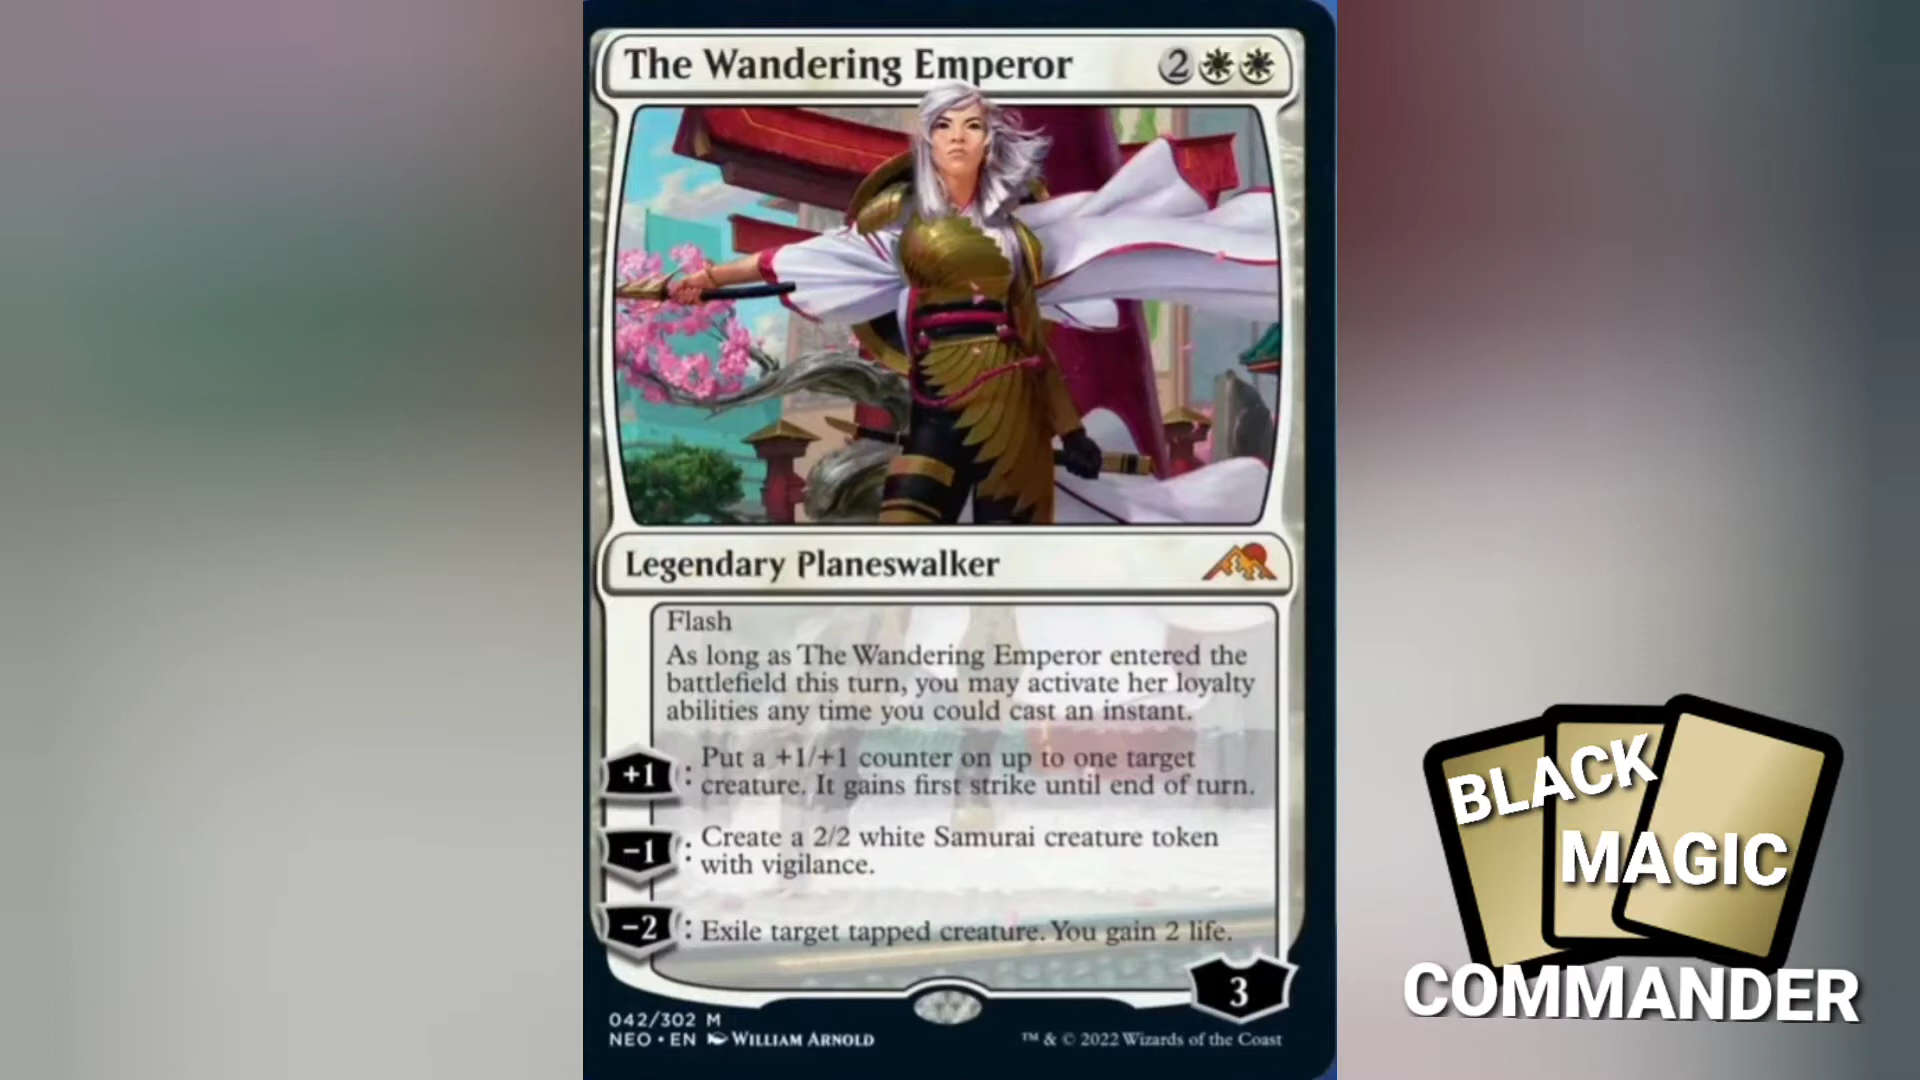 The Wandering Emperor 2
Legendary Planeswalker
Flash
As long as The Wandering Emperor entered the
battlefield this turn, you may activate her loyalty
abilities any time you could cast an instant.
+1 : Put a +1/+1 counter on up to one target
creature. It gains first strike until end of turn.
−1 : Create a 2/2 white Samurai creature token
with vigilance.
−2 : Exile target tapped creature. You gain 2 life.
3
042/302 M
NEO • EN WILLIAM ARNOLD
™ & © 2022 Wizards of the Coast
BLACK
MAGIC
COMMANDER